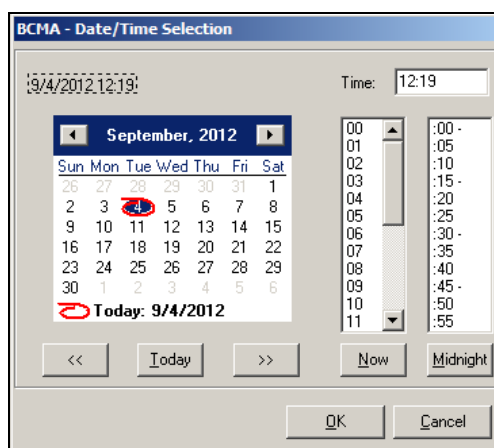 BCMA - Date/Time Selection
9/4/2012 12:19
Time: 12:19
September, 2012
Sun Mon Tue Wed Thu Fri Sat
26 27 28 29 30 31 1
2 3 4 5 6 7 8
9 10 11 12 13 14 15
16 17 18 19 20 21 22
23 24 25 26 27 28 29
30 1 2 3 4 5 6
Today: 9/4/2012
00
01
02
03
04
05
06
07
08
09
10
11
:00 -
:05
:10
:15 -
:20
:25
:30 -
:35
:40
:45 -
:50
:55
<< Today >> Now Midnight
OK Cancel